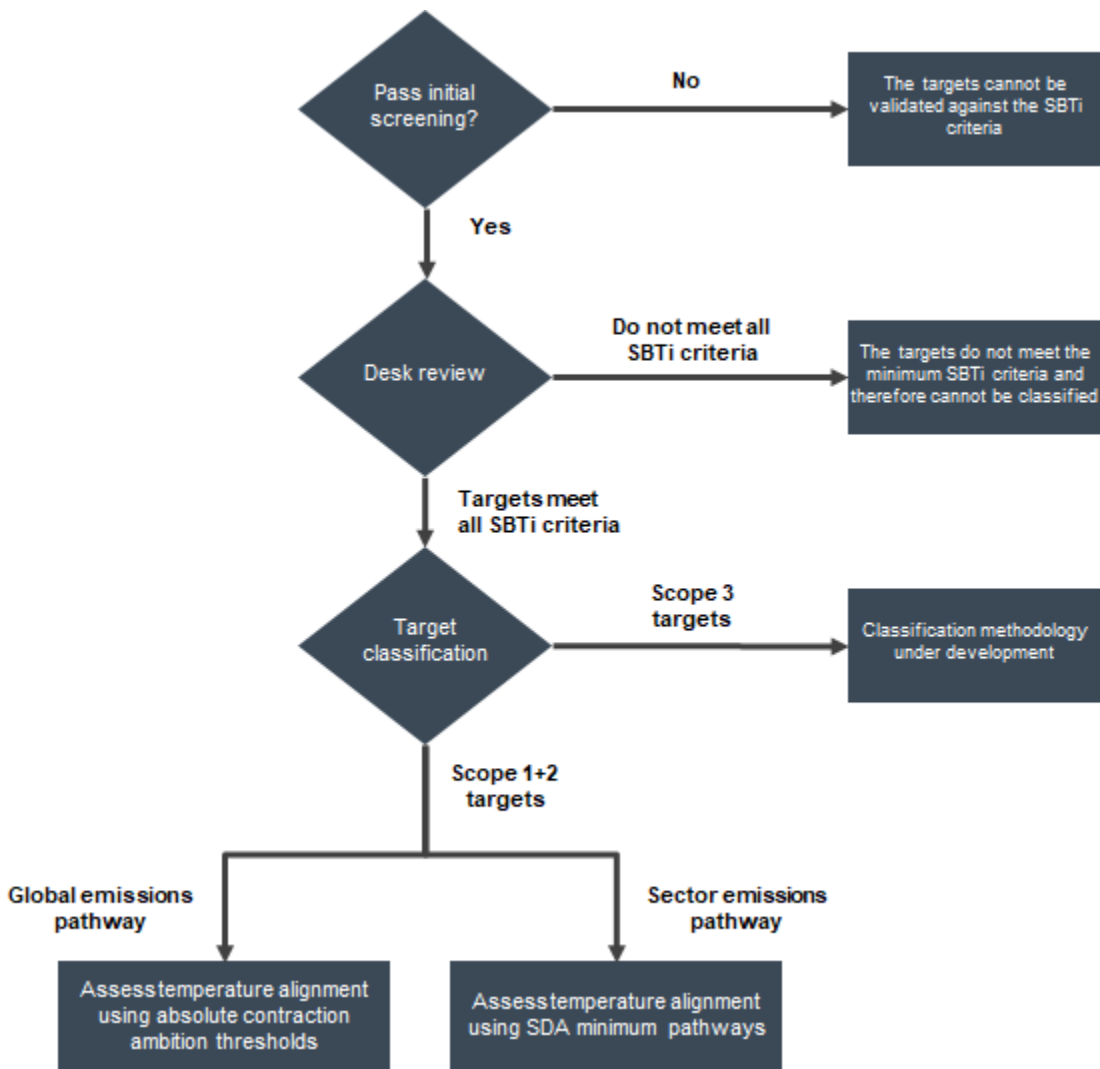 Pass initial
screening?
No
The targets cannot be
validated against the SBTi
criteria
Yes
Desk review
Do not meet all
SBTi criteria
The targets do not meet the
minimum SBTi criteria and
therefore cannot be classified
Targets meet
all SBTi criteria
Target
classification
Scope 3
targets
Classification methodology
under development
Scope 1+2
targets
Global emissions
pathway
Sector emissions
pathway
Assess temperature alignment
using absolute contraction
ambition thresholds
Assess temperature alignment
using SDA minimum pathways